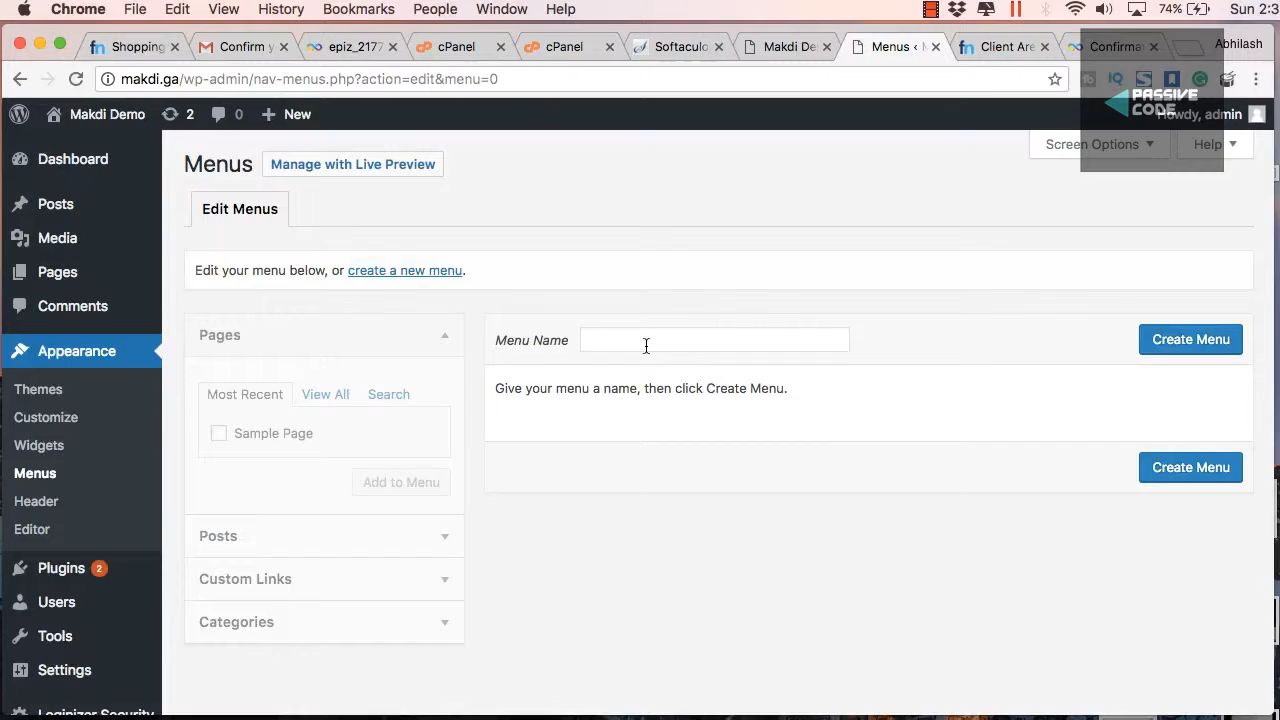 Chrome File Edit View History Bookmarks People Window Help 74% Sun 2:3
Shopping Confirm y epiz_2177 cPanel cPanel Softaculo Makdi De Menus ‹ Client Are Confirma Abhilash
makdi.ga/wp-admin/nav-menus.php?action=edit&menu=0
PASSIVE
CODE
Makdi Demo 2 0 + New Howdy, admin
Screen Options Help
Dashboard
Posts
Media
Pages
Comments
Appearance
Themes
Customize
Widgets
Menus
Header
Editor
Plugins 2
Users
Tools
Settings
Loginizer Security
Menus Manage with Live Preview
Edit Menus
Edit your menu below, or create a new menu.
Pages
Most Recent View All Search
Sample Page
Add to Menu
Posts
Custom Links
Categories
Menu Name Create Menu
Give your menu a name, then click Create Menu.
Create Menu